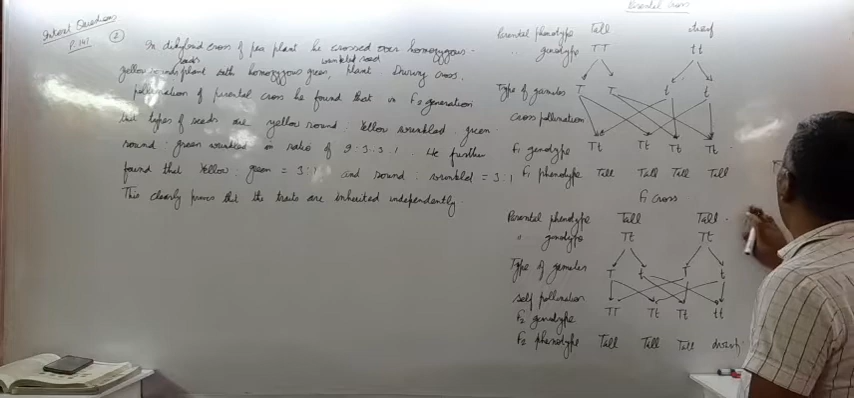 Intext Questions
P. 147
②
In dihybrid cross of pea plant he crossed over homozygous
yellow round seeds plant with homozygous green, wrinkled seed plant. During cross
pollination of parental cross he found that in F2 generation
the types of seeds are yellow round : Yellow wrinkled : green
round : green wrinkled in ratio of 9:3:3:1. He further
found that Yellow : green = 3:1 and round : wrinkled = 3:1
This clearly proves that the traits are inherited independently.
Parental Cross
Parental phenotype Tall dwarf
" genotype TT tt
Type of gametes T T t t
Cross pollination
F1 genotype Tt Tt Tt Tt
F1 phenotype Tall Tall Tall Tall
F1 cross
Parental phenotype Tall Tall
" genotype Tt Tt
Type of gametes T t T t
Self pollination
F2 genotype TT Tt Tt tt
F2 phenotype Tall Tall Tall dwarf